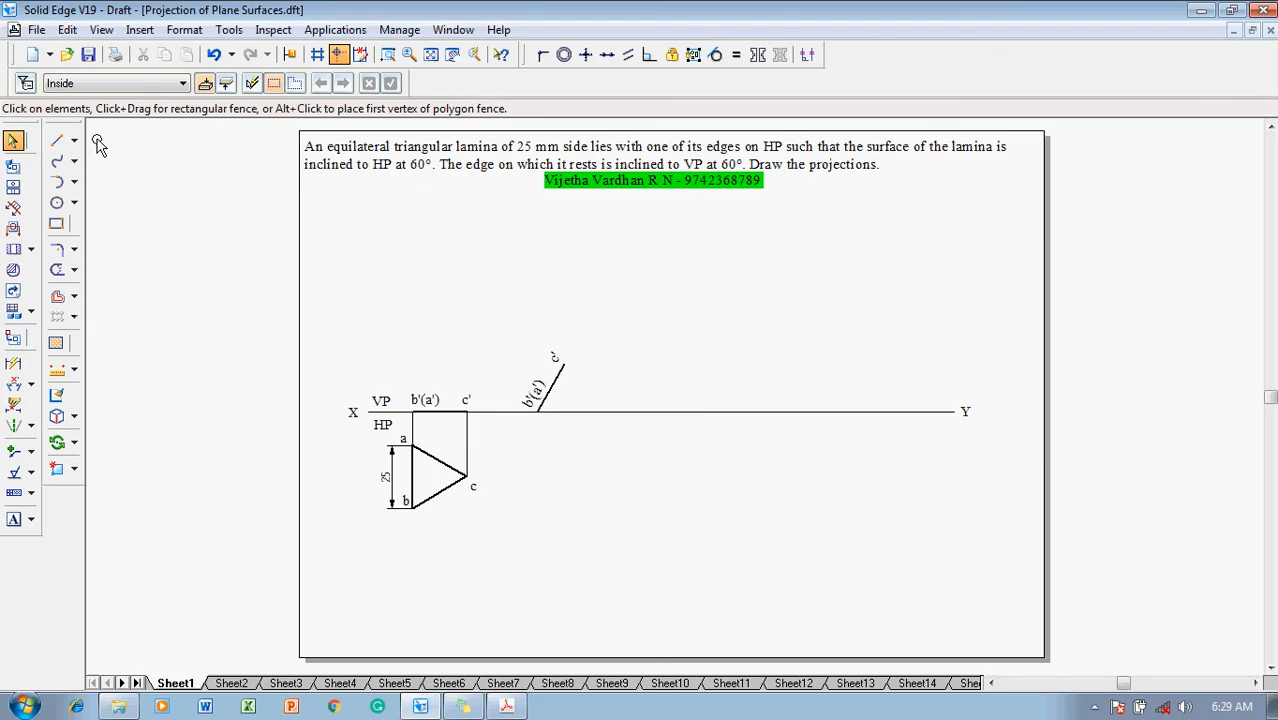 Solid Edge V19 - Draft - [Projection of Plane Surfaces.dft]
File Edit View Insert Format Tools Inspect Applications Manage Window Help
Inside
Click on elements, Click+Drag for rectangular fence, or Alt+Click to place first vertex of polygon fence.
An equilateral triangular lamina of 25 mm side lies with one of its edges on HP such that the surface of the lamina is
inclined to HP at 60°. The edge on which it rests is inclined to VP at 60°. Draw the projections.
Vijetha Vardhan R N - 9742368789
c'
b'(a')
VP b'(a') c'
X Y
HP
a
25
c
b
A
Sheet1 Sheet2 Sheet3 Sheet4 Sheet5 Sheet6 Sheet7 Sheet8 Sheet9 Sheet10 Sheet11 Sheet12 Sheet13 Sheet14 Shee
6:29 AM